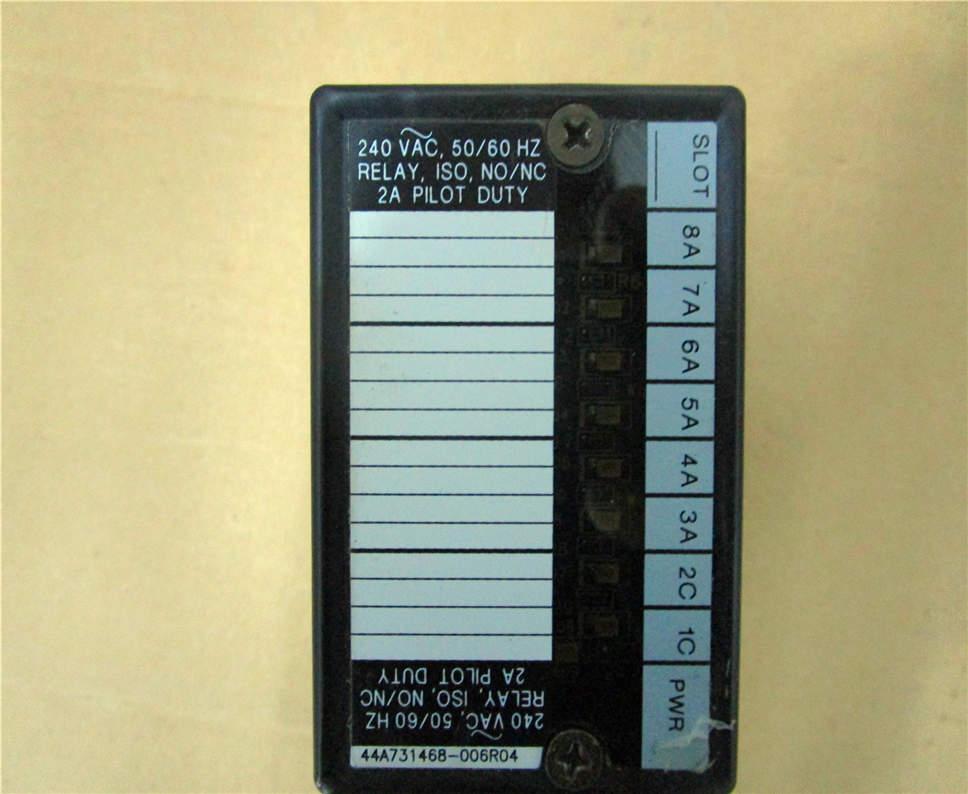 240 VAC, 50/60 HZ
RELAY, ISO, NO/NC
2A PILOT DUTY
SLOT
8A
7A
6A
5A
4A
3A
2C
1C
PWR
R6
240 VAC, 50/60 HZ
RELAY, ISO, NO/NC
2A PILOT DUTY
44A731468-006R04